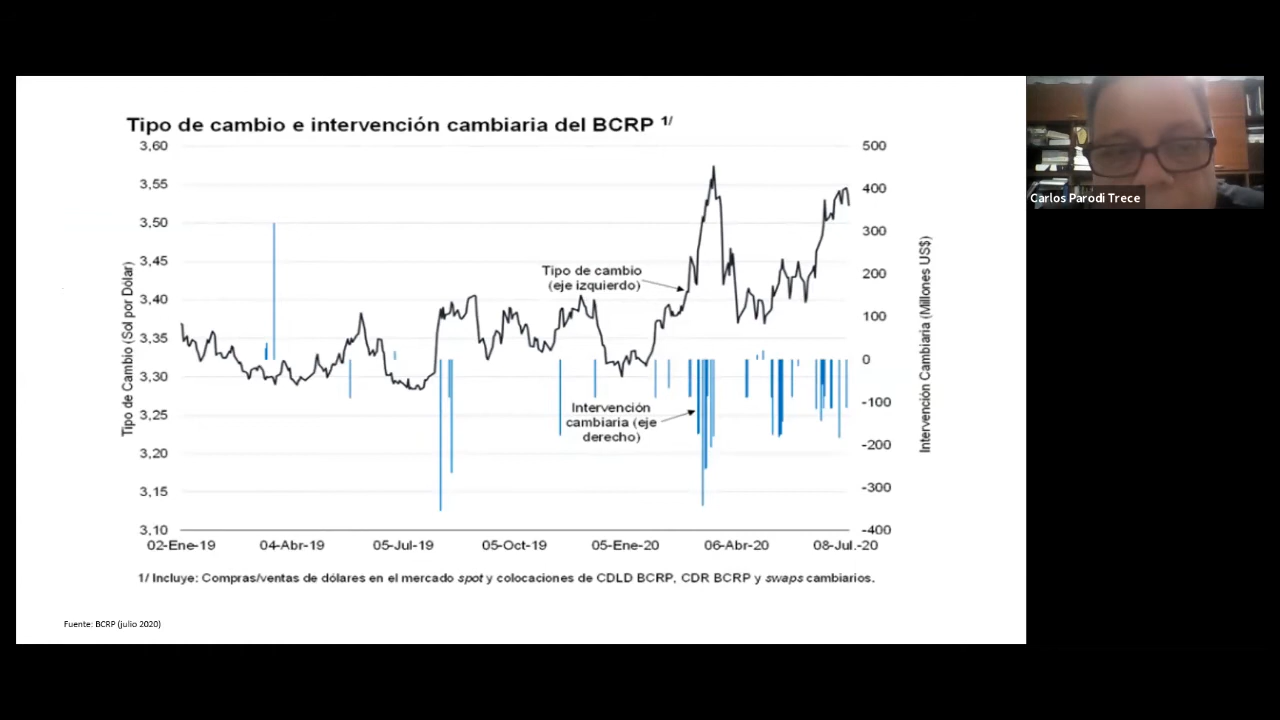 Tipo de cambio e intervención cambiaria del BCRP 1/
3,60
3,55
3,50
3,45
3,40
3,35
3,30
3,25
3,20
3,15
3,10
Tipo de Cambio (Sol por Dólar)
500
400
300
200
100
0
-100
-200
-300
-400
Intervención Cambiaria (Millones US$)
Tipo de cambio
(eje izquierdo)
Intervención
cambiaria (eje
derecho)
02-Ene-19 04-Abr-19 05-Jul-19 05-Oct-19 05-Ene-20 06-Abr-20 08-Jul.-20
1/ Incluye: Compras/ventas de dólares en el mercado spot y colocaciones de CDLD BCRP, CDR BCRP y swaps cambiarios.
Fuente: BCRP (julio 2020)
Carlos Parodi Trece